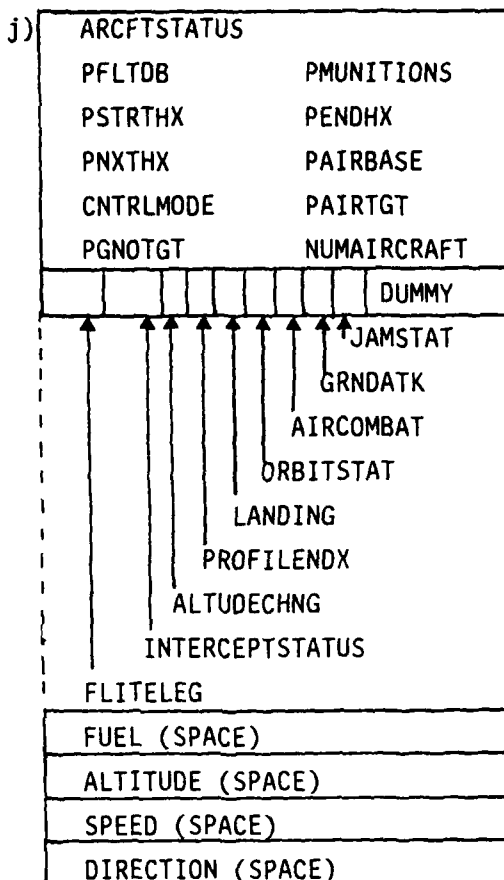 j) ARCFTSTATUS
PFLTDB PMUNITIONS
PSTRTHX PENDHX
PNXTHX PAIRBASE
CNTRLMODE PAIRTGT
PGNOTGT NUMAIRCRAFT
DUMMY
JAMSTAT
GRNDATK
AIRCOMBAT
ORBITSTAT
LANDING
PROFILENDX
ALTUDECHNG
INTERCEPTSTATUS
FLITELEG
FUEL (SPACE)
ALTITUDE (SPACE)
SPEED (SPACE)
DIRECTION (SPACE)